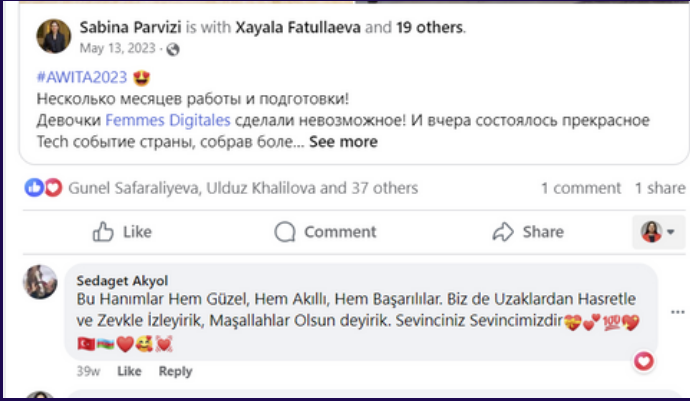 Sabina Parvizi is with Xayala Fatullaeva and 19 others.
May 13, 2023 ·
#AWITA2023 🤩
Несколько месяцев работы и подготовки!
Девочки Femmes Digitales сделали невозможное! И вчера состоялось прекрасное
Tech событие страны, собрав боле... See more
Gunel Safaraliyeva, Ulduz Khalilova and 37 others
1 comment 1 share
Like Comment Share
Sedaget Akyol
Bu Hanımlar Hem Güzel, Hem Akıllı, Hem Başarılılar. Biz de Uzaklardan Hasretle
ve Zevkle İzleyirik, Maşallahlar Olsun deyirik. Sevinciniz Sevincimizdir💝💕💯💖
🇹🇷🇦🇿❤️🥰💓
39w Like Reply